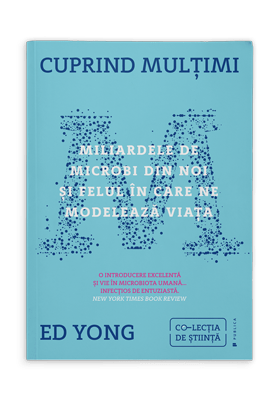 CUPRIND MULȚIMI
MILIARDELE DE
MICROBI DIN NOI
ȘI FELUL ÎN CARE NE
MODELEAZĂ VIAȚA
O INTRODUCERE EXCELENTĂ
ȘI VIE ÎN MICROBIOTA UMANĂ...
INFECȚIOS DE ENTUZIASTĂ.
NEW YORK TIMES BOOK REVIEW
ED YONG
CO–LECȚIA
DE ȘTIINȚĂ
PUBLICA